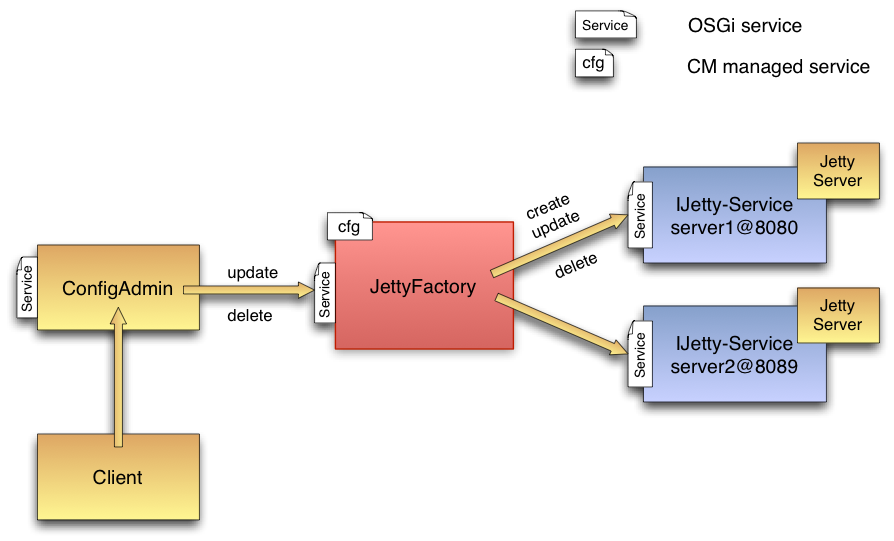 Service
OSGi service
cfg
CM managed service
Jetty
Server
Service
IJetty-Service
server1@8080
create
update
delete
cfg
Service
JettyFactory
Service
ConfigAdmin
update
delete
Jetty
Server
Service
IJetty-Service
server2@8089
Client